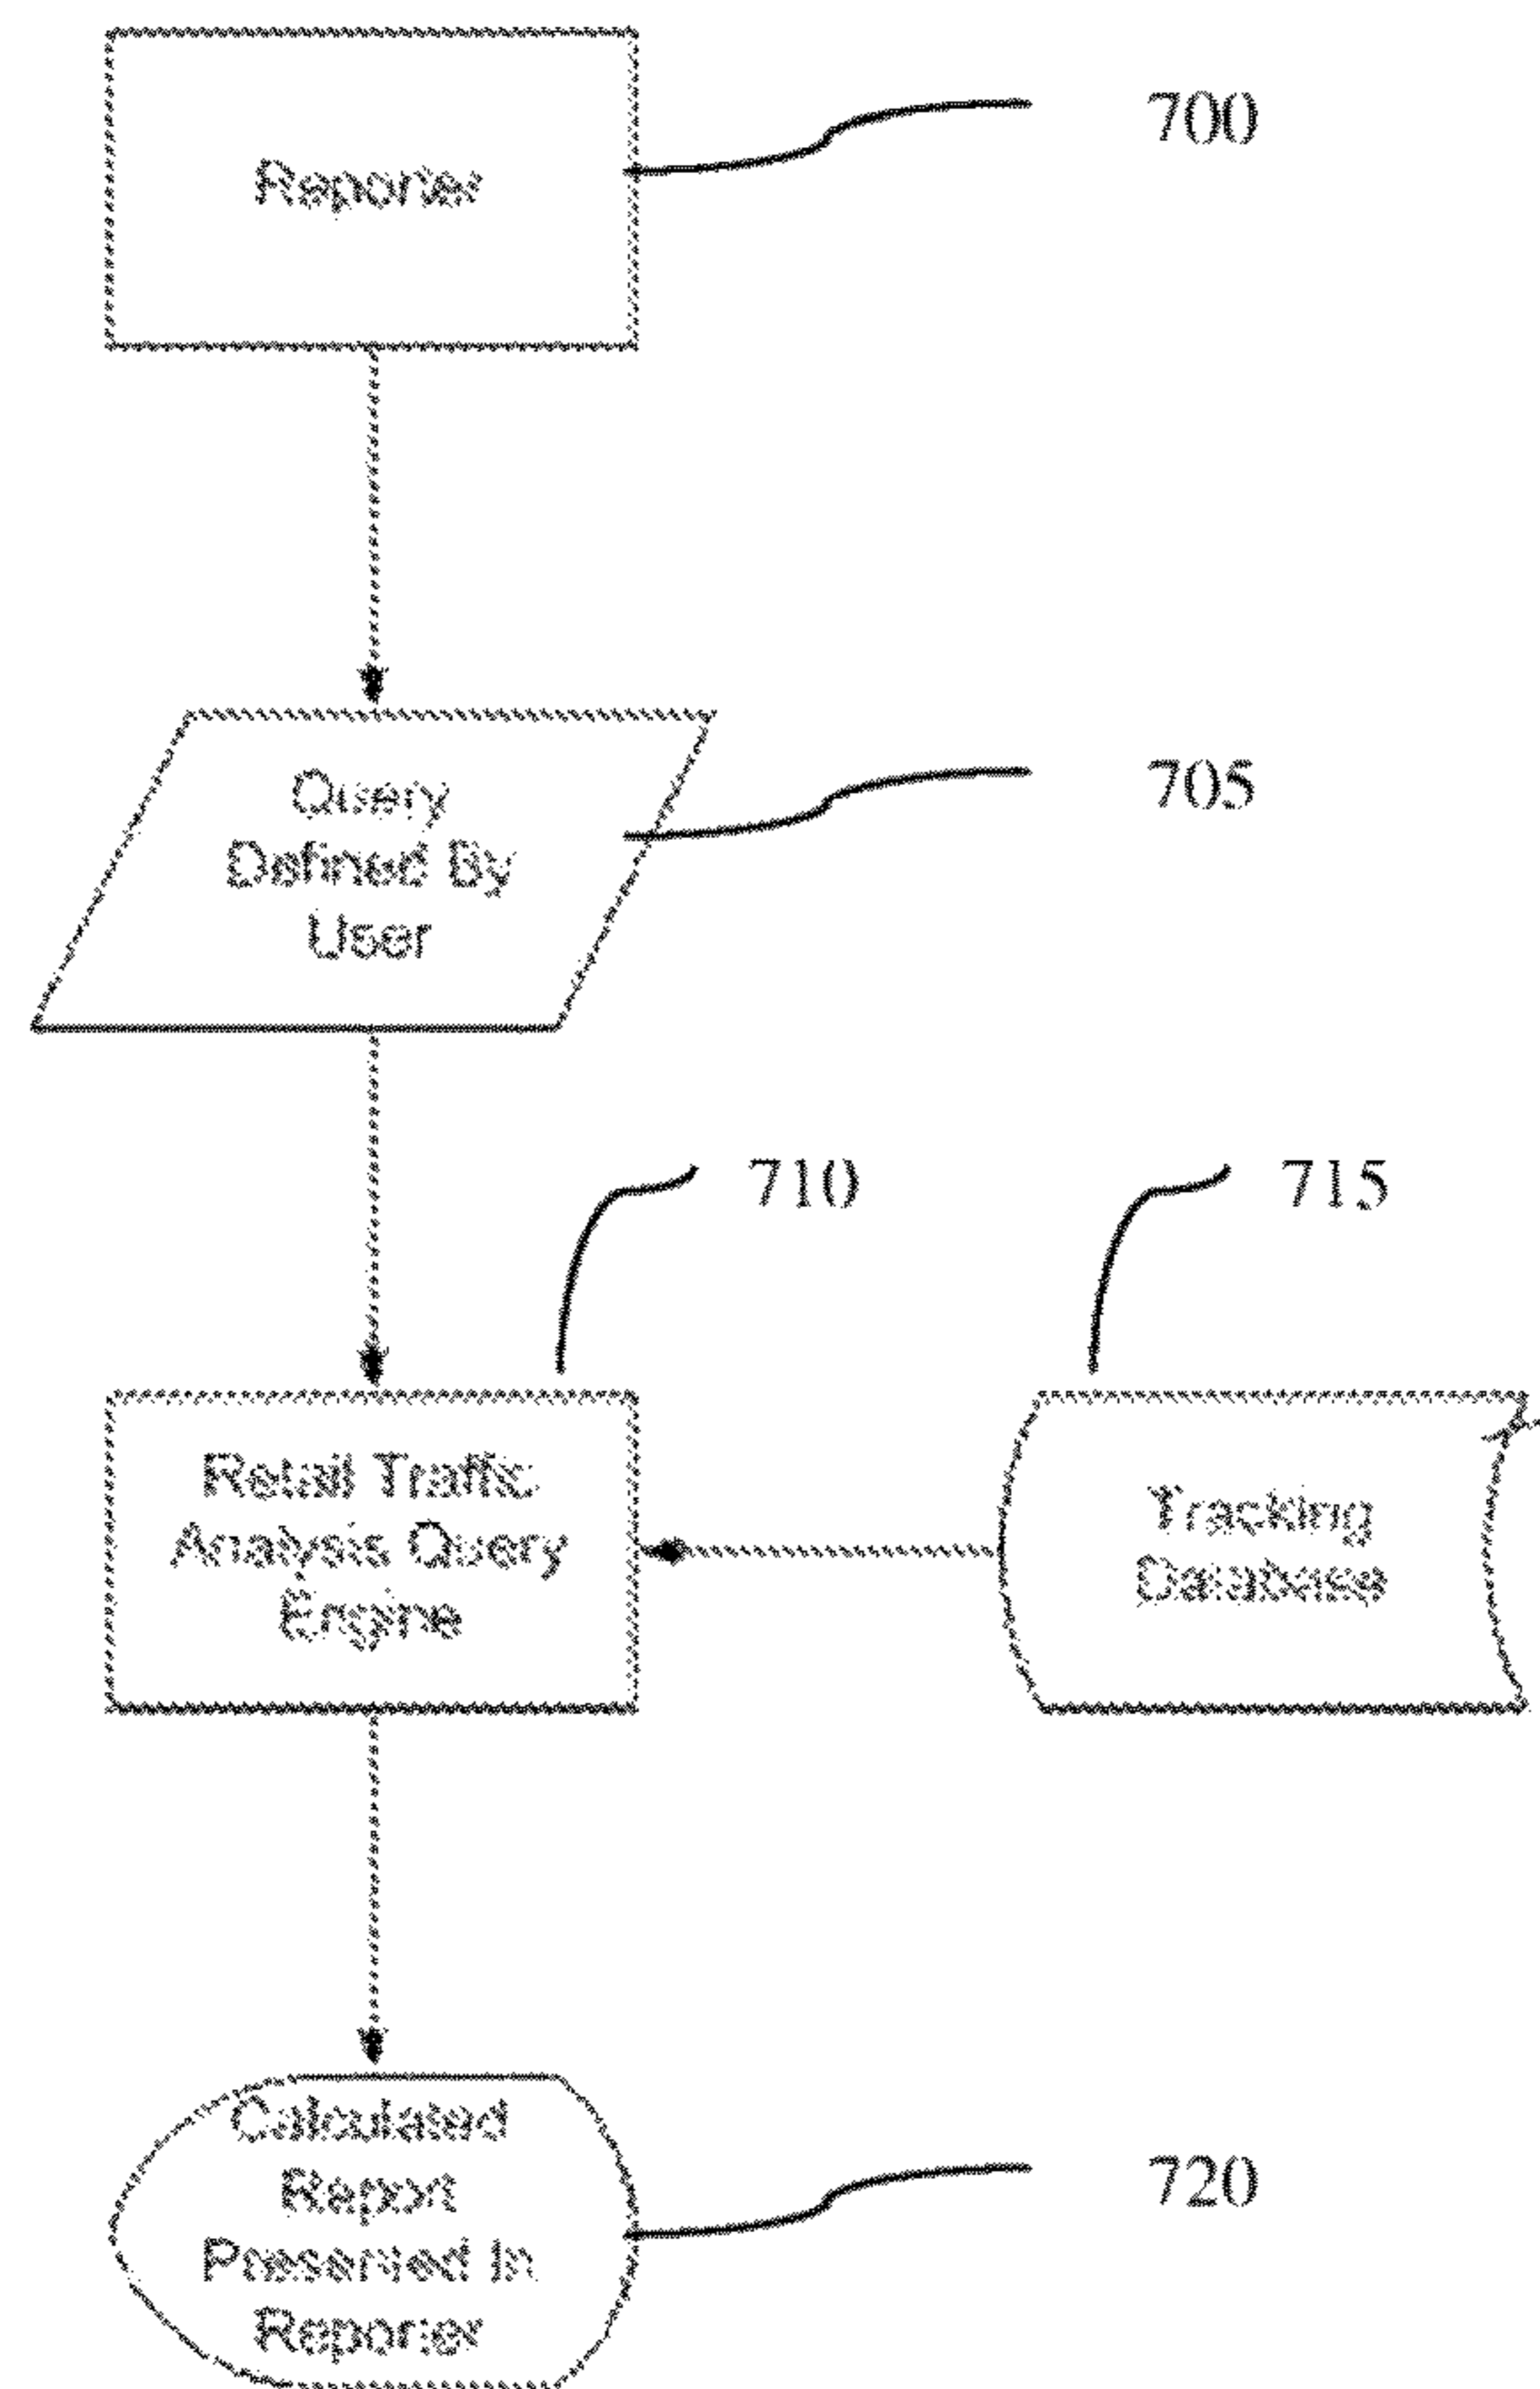 Reporter
700
Query
Defined By
User
705
710
715
Retail Traffic
Analysis Query
Engine
Tracking
Database
Calculated
Report
Presented In
Reporter
720